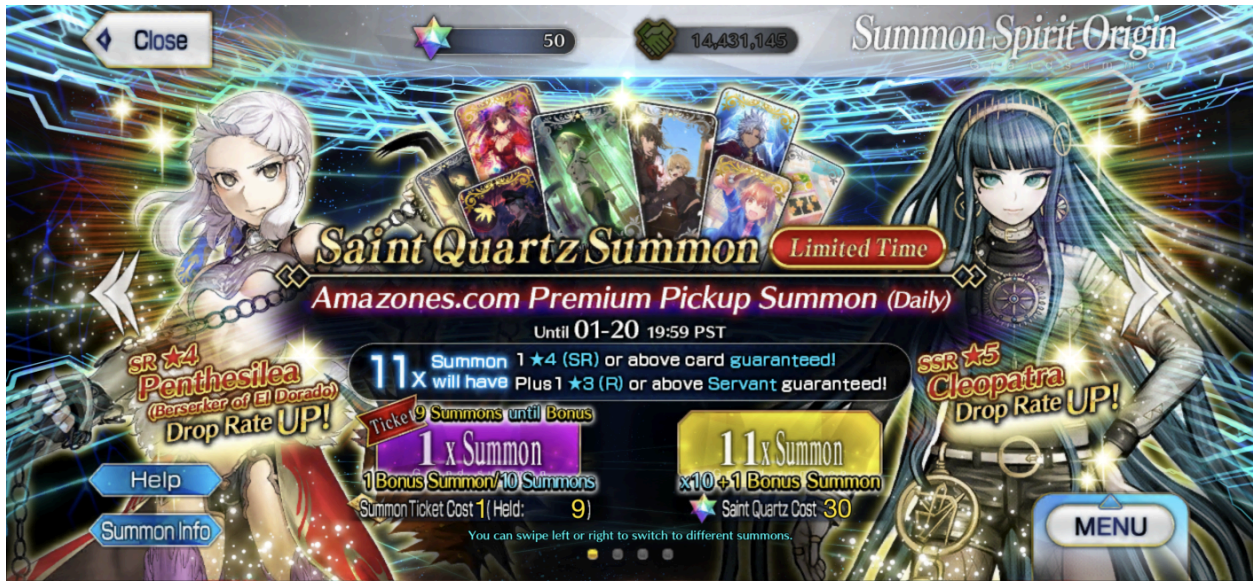 Close
50
14,431,145
Summon Spirit Origin
Saint Quartz Summon
Limited Time
Amazones.com Premium Pickup Summon (Daily)
Until 01-20 19:59 PST
11x Summon will have
1 ★4 (SR) or above card guaranteed!
Plus 1 ★3 (R) or above Servant guaranteed!
SR ★4
Penthesilea
(Berserker of El Dorado)
Drop Rate UP!
SSR ★5
Cleopatra
Drop Rate UP!
Ticket
9 Summons until Bonus
1 x Summon
1 Bonus Summon/10 Summons
Summon Ticket Cost 1 ( Held: 9 )
11x Summon
x10+1 Bonus Summon
Saint Quartz Cost 30
Help
Summon Info
You can swipe left or right to switch to different summons.
MENU